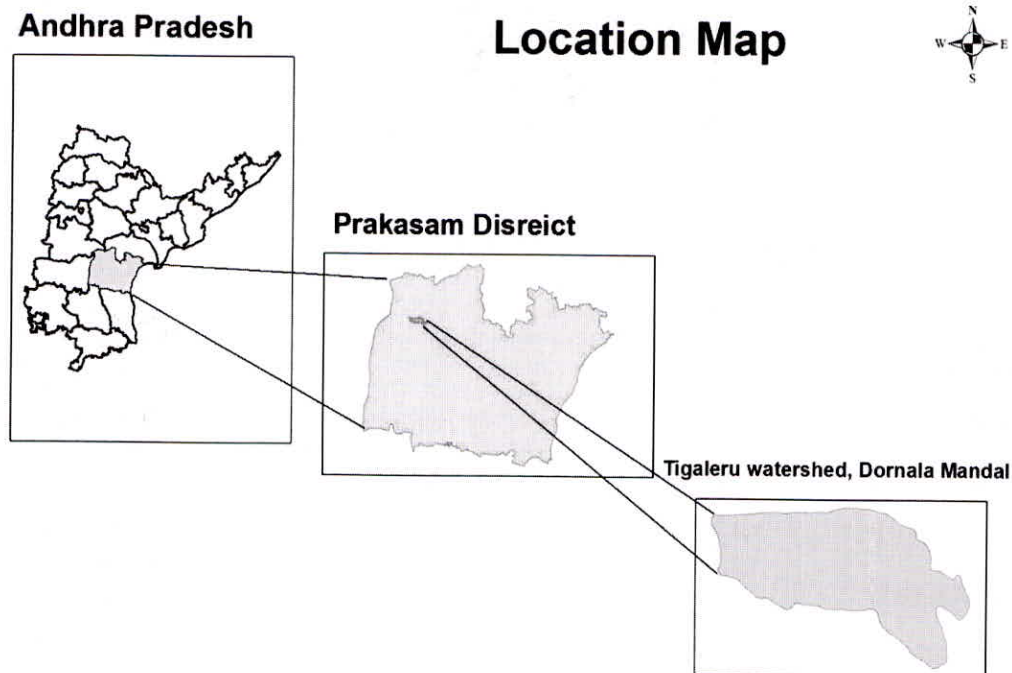 Andhra Pradesh
Location Map
N
W E
S
Prakasam Disreict
Tigaleru watershed, Dornala Mandal